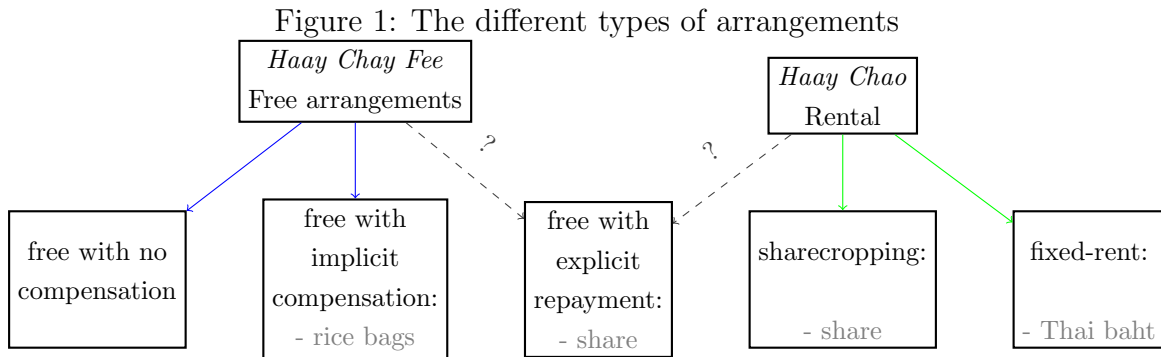 Figure 1: The different types of arrangements
Haay Chay Fee
Free arrangements
Haay Chao
Rental
?
?
free with no
compensation
free with
implicit
compensation:
- rice bags
free with
explicit
repayment:
- share
sharecropping:
- share
fixed-rent:
- Thai baht